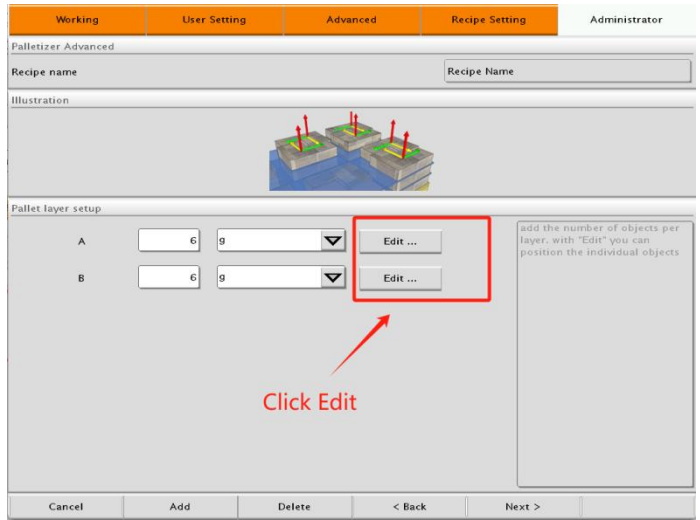 Working User Setting Advanced Recipe Setting Administrator
Palletizer Advanced
Recipe name Recipe Name
Illustration
Pallet layer setup
A 6 g Edit ...
B 6 g Edit ...
add the number of objects per
layer, with "Edit" you can
position the individual objects
Click Edit
Cancel Add Delete < Back Next >